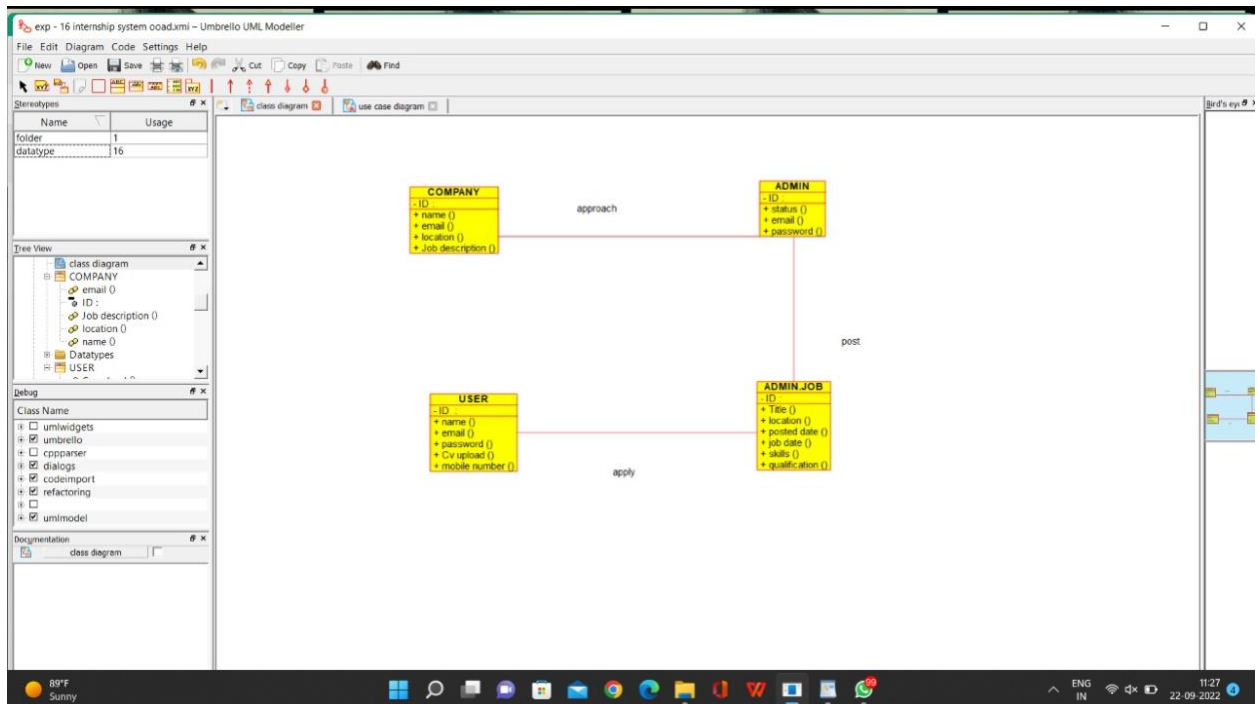 exp - 16 internship system ooad.xmi – Umbrello UML Modeller
File Edit Diagram Code Settings Help
New Open Save Cut Copy Paste Find
Stereotypes
class diagram
use case diagram
Bird's eye
Name Usage
folder 1
datatype 16
Tree View
class diagram
COMPANY
email ()
ID :
Job description ()
location ()
name ()
Datatypes
USER
Debug
Class Name
umlwidgets
umbrello
cppparser
dialogs
codeimport
refactoring
umlmodel
Documentation
class diagram
COMPANY
- ID :
+ name ()
+ email ()
+ location ()
+ Job description ()
approach
ADMIN
- ID :
+ status ()
+ email ()
+ password ()
post
USER
- ID :
+ name ()
+ email ()
+ password ()
+ Cv upload ()
+ mobile number ()
apply
ADMIN.JOB
- ID :
+ Title ()
+ location ()
+ posted date ()
+ job date ()
+ skills ()
+ qualification ()
89°F
Sunny
99
ENG
IN
11:27
22-09-2022
4